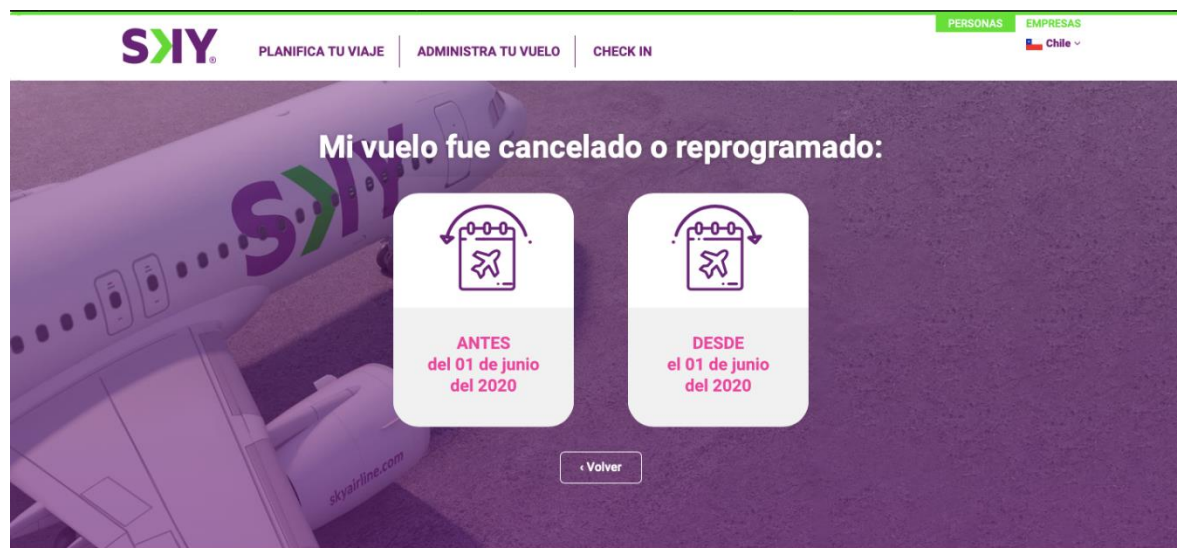 PERSONAS EMPRESAS
SKY
PLANIFICA TU VIAJE ADMINISTRA TU VUELO CHECK IN
Chile
Mi vuelo fue cancelado o reprogramado:
sky
ANTES
del 01 de junio
del 2020
DESDE
el 01 de junio
del 2020
‹ Volver
skyairline.com